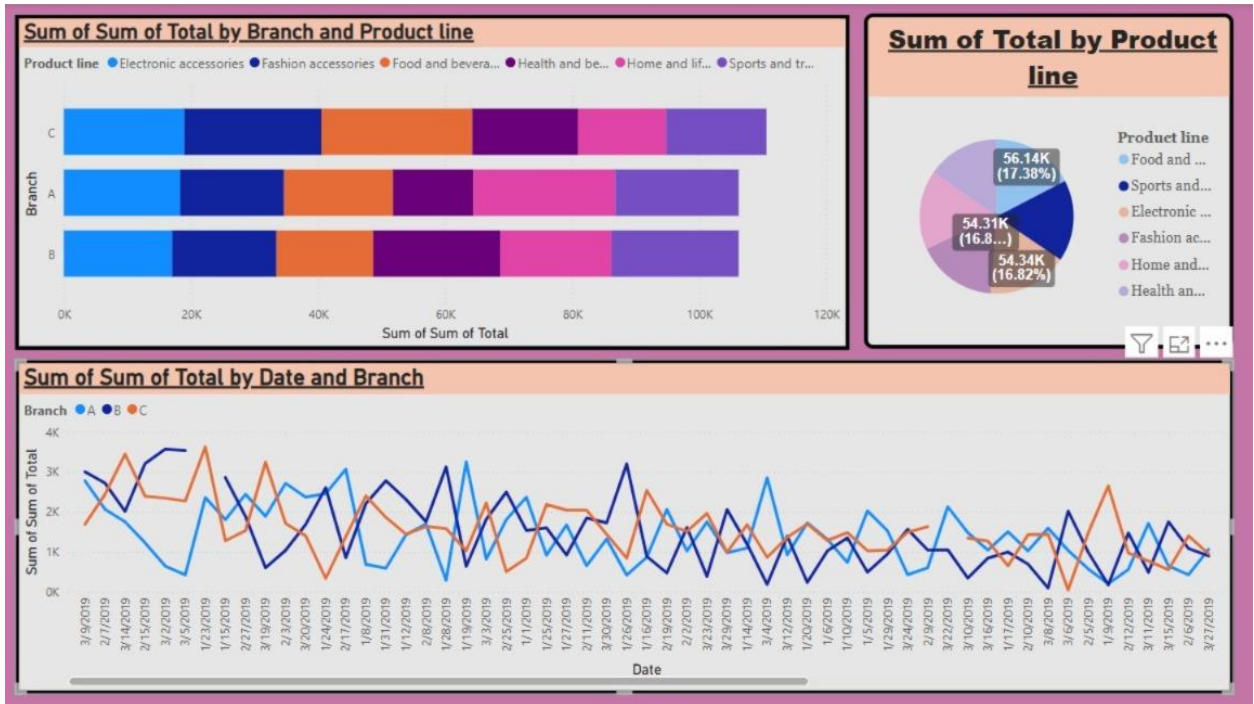 Sum of Sum of Total by Branch and Product line
Product line Electronic accessories Fashion accessories Food and bevera... Health and be... Home and lif... Sports and tr...
C
A
B
Branch
0K 20K 40K 60K 80K 100K 120K
Sum of Sum of Total
Sum of Total by Product
line
56.14K
(17.38%)
54.31K
(16.8...)
54.34K
(16.82%)
Product line
Food and ...
Sports and...
Electronic ...
Fashion ac...
Home and...
Health an...
Sum of Sum of Total by Date and Branch
Branch A B C
4K
3K
2K
1K
0K
Sum of Sum of Total
3/9/2019
2/7/2019
3/14/2019
2/15/2019
3/2/2019
3/5/2019
1/23/2019
1/15/2019
2/27/2019
3/19/2019
2/3/2019
3/20/2019
1/24/2019
2/17/2019
1/8/2019
1/31/2019
1/12/2019
2/8/2019
1/28/2019
1/19/2019
3/3/2019
2/25/2019
1/1/2019
1/25/2019
1/27/2019
2/11/2019
3/30/2019
1/26/2019
1/16/2019
2/19/2019
2/2/2019
3/23/2019
3/29/2019
1/14/2019
3/4/2019
3/12/2019
1/20/2019
1/6/2019
1/10/2019
1/5/2019
1/29/2019
3/24/2019
2/9/2019
3/22/2019
3/10/2019
3/16/2019
1/17/2019
2/10/2019
3/8/2019
3/6/2019
2/5/2019
1/9/2019
2/12/2019
3/11/2019
3/15/2019
2/6/2019
3/27/2019
Date